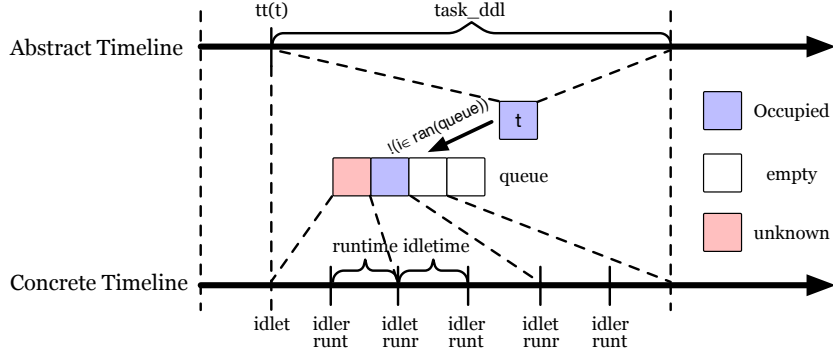 tt(t)
task_ddl
Abstract Timeline
!(i∈ ran(queue))
t
Occupied
queue
empty
unknown
runtime
idletime
Concrete Timeline
idlet
idler
runt
idlet
runr
idler
runt
idlet
runr
idler
runt